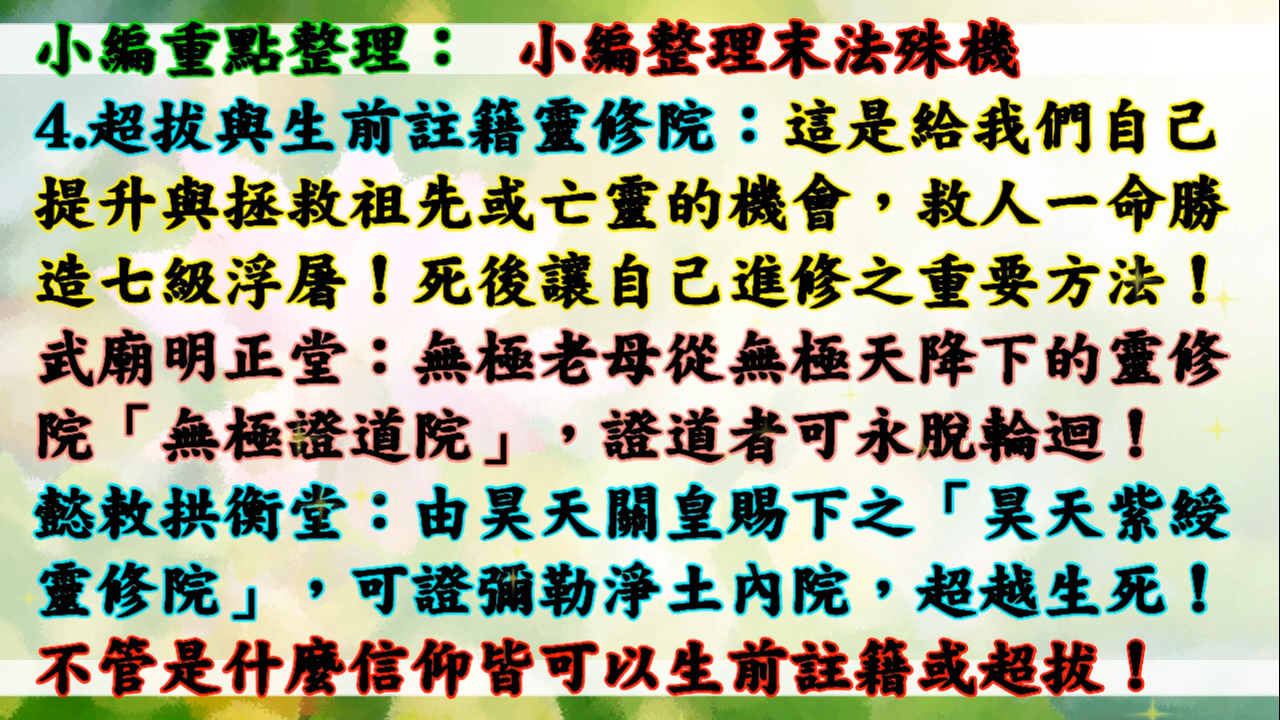 小編重點整理： 小編整理末法殊機
4.超拔與生前註籍靈修院：這是給我們自己
提升與拯救祖先或亡靈的機會，救人一命勝
造七級浮屠！死後讓自己進修之重要方法！
武廟明正堂：無極老母從無極天降下的靈修
院「無極證道院」，證道者可永脫輪迴！
懿敕拱衡堂：由昊天關皇賜下之「昊天紫綬
靈修院」，可證彌勒淨土內院，超越生死！
不管是什麼信仰皆可以生前註籍或超拔！